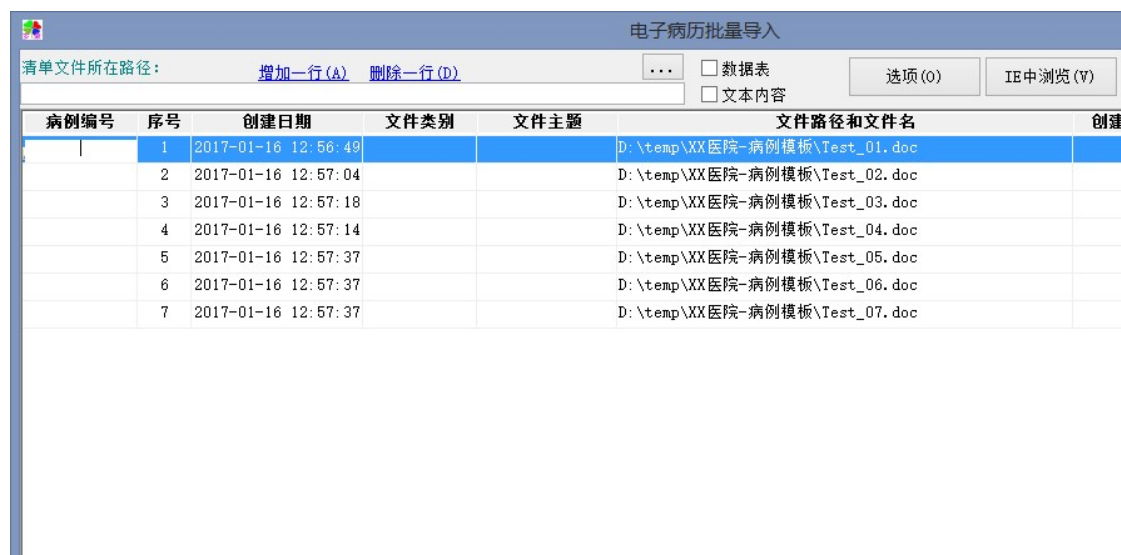 电子病历批量导入
清单文件所在路径： 增加一行(A) 删除一行(D) ... 数据表 选项(O) IE中浏览(V)
文本内容
病例编号 序号 创建日期 文件类别 文件主题 文件路径和文件名 创建
1 2017-01-16 12:56:49 D:\temp\XX医院-病例模板\Test_01.doc
2 2017-01-16 12:57:04 D:\temp\XX医院-病例模板\Test_02.doc
3 2017-01-16 12:57:18 D:\temp\XX医院-病例模板\Test_03.doc
4 2017-01-16 12:57:14 D:\temp\XX医院-病例模板\Test_04.doc
5 2017-01-16 12:57:37 D:\temp\XX医院-病例模板\Test_05.doc
6 2017-01-16 12:57:37 D:\temp\XX医院-病例模板\Test_06.doc
7 2017-01-16 12:57:37 D:\temp\XX医院-病例模板\Test_07.doc